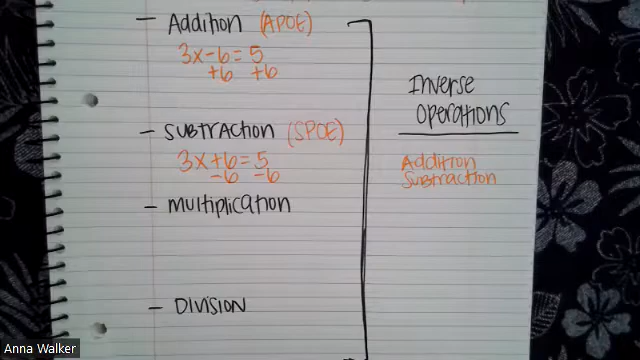 - Addition (APOE)
3x-6=5
+6 +6
- SUBTRACTION (SPOE)
3x+6=5
-6 -6
- multiplication
- DIVISION
Inverse
Operations
Addition
Subtraction
Anna Walker